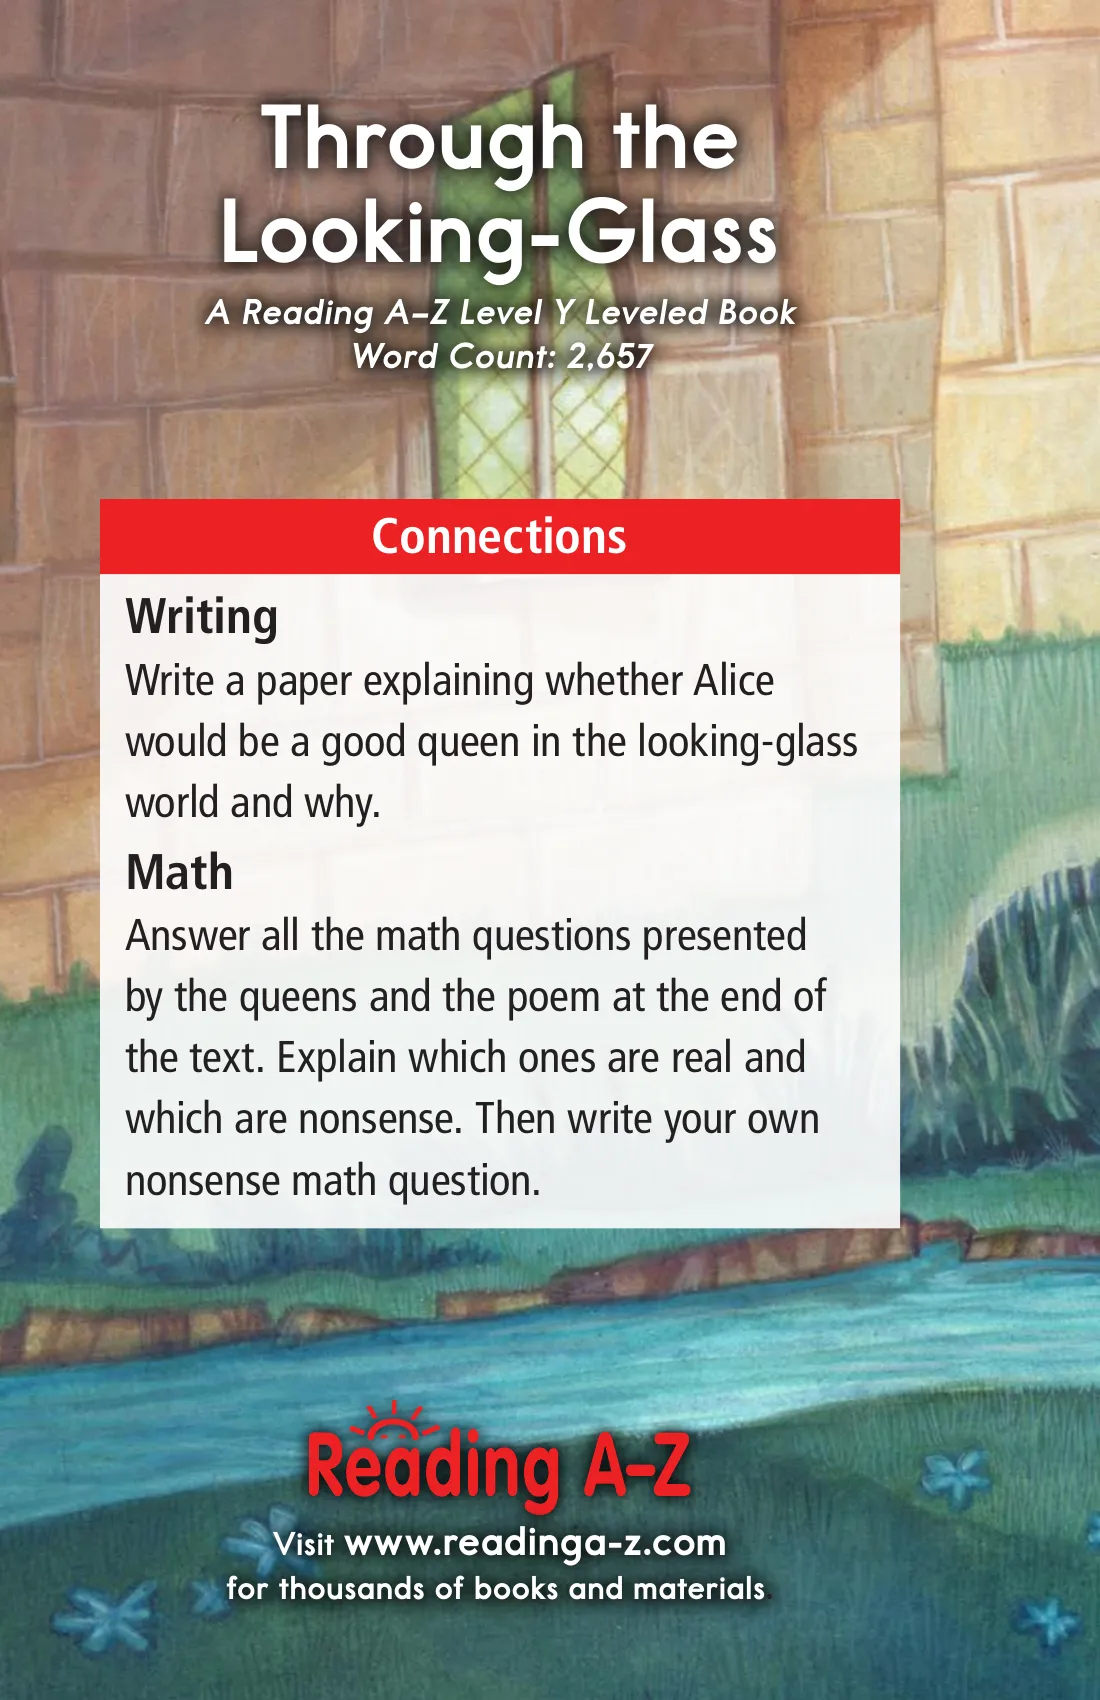 Through the
Looking-Glass
A Reading A–Z Level Y Leveled Book
Word Count: 2,657
Connections
Writing
Write a paper explaining whether Alice
would be a good queen in the looking-glass
world and why.
Math
Answer all the math questions presented
by the queens and the poem at the end of
the text. Explain which ones are real and
which are nonsense. Then write your own
nonsense math question.
Reading A–Z
Visit www.readinga-z.com
for thousands of books and materials.